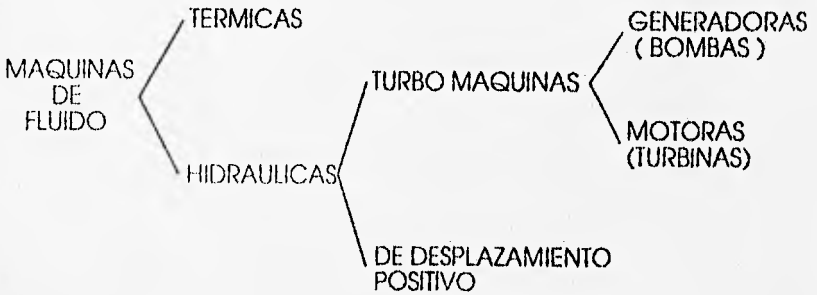 MAQUINAS
DE
FLUIDO
TERMICAS
HIDRAULICAS
TURBO MAQUINAS
DE DESPLAZAMIENTO
POSITIVO
GENERADORAS
( BOMBAS )
MOTORAS
(TURBINAS)